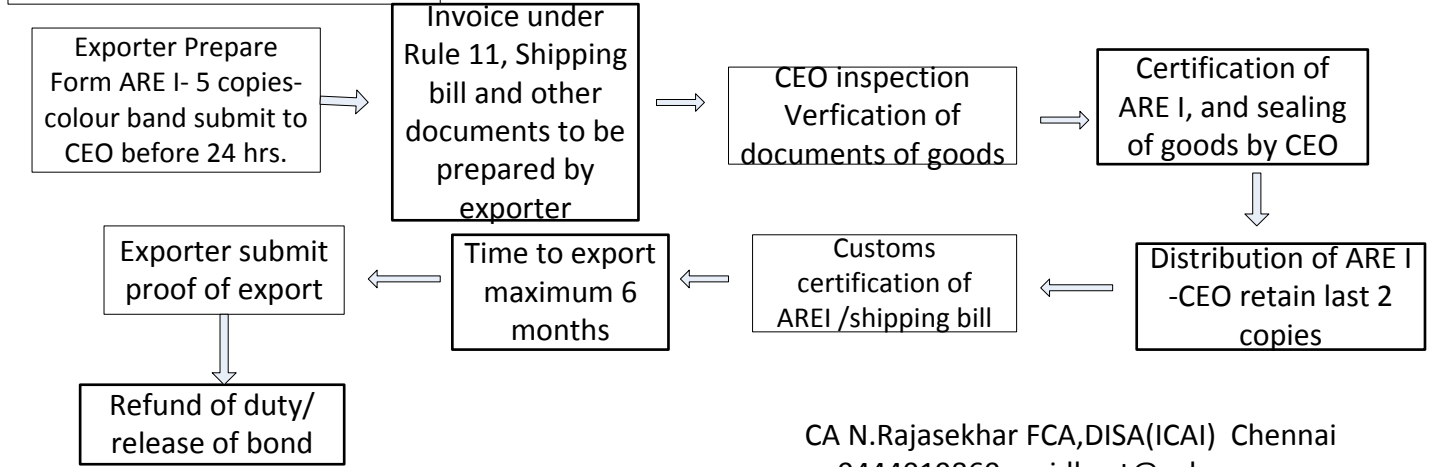 Exporter Prepare
Form ARE I- 5 copies-
colour band submit to
CEO before 24 hrs.
Invoice under
Rule 11, Shipping
bill and other
documents to be
prepared by
exporter
CEO inspection
Verfication of
documents of goods
Certification of
ARE I, and sealing
of goods by CEO
Distribution of ARE I
-CEO retain last 2
copies
Customs
certification of
AREI /shipping bill
Time to export
maximum 6
months
Exporter submit
proof of export
Refund of duty/
release of bond
CA N.Rajasekhar FCA,DISA(ICAI) Chennai